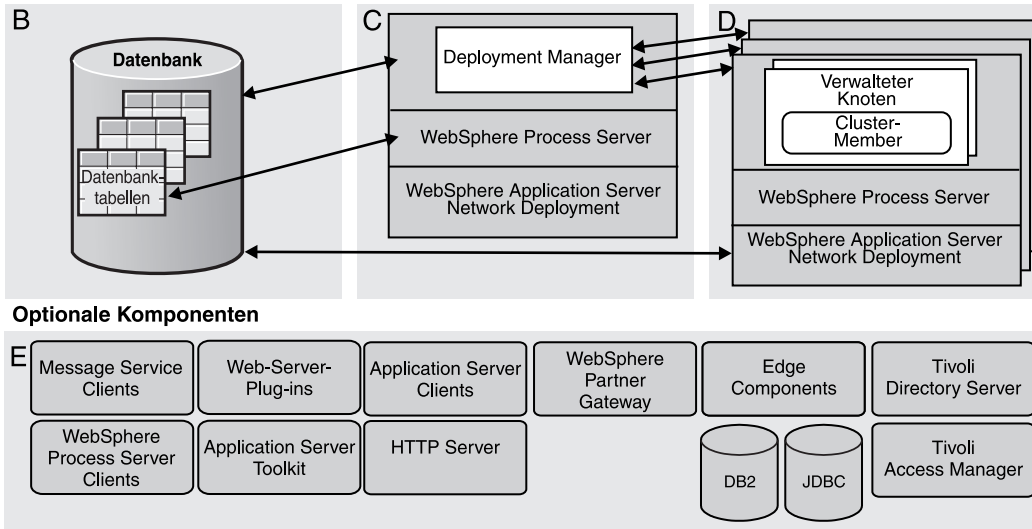 B
Datenbank
Datenbank-
tabellen
C
Deployment Manager
WebSphere Process Server
WebSphere Application Server
Network Deployment
D
Verwalteter
Knoten
Cluster-
Member
WebSphere Process Server
WebSphere Application Server
Network Deployment
Optionale Komponenten
E
Message Service
Clients
Web-Server-
Plug-ins
Application Server
Clients
WebSphere
Partner
Gateway
Edge
Components
Tivoli
Directory Server
WebSphere
Process Server
Clients
Application Server
Toolkit
HTTP Server
DB2
JDBC
Tivoli
Access Manager